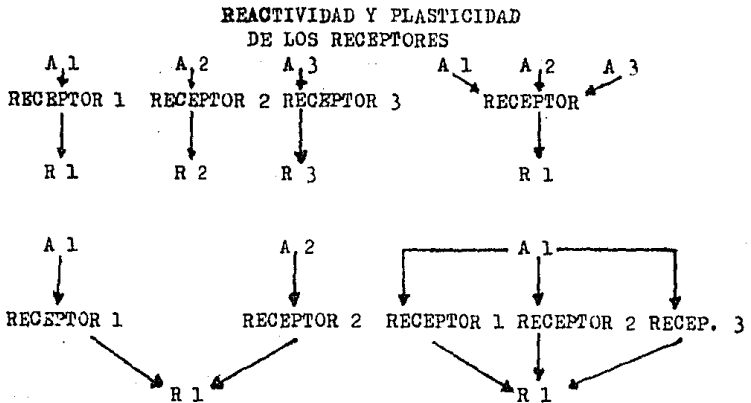 REACTIVIDAD Y PLASTICIDAD
DE LOS RECEPTORES
A 1 A 2 A 3 A 1 A 2 A 3
RECEPTOR 1 RECEPTOR 2 RECEPTOR 3 RECEPTOR
R 1 R 2 R 3 R 1
A 1 A 2 A 1
RECEPTOR 1 RECEPTOR 2 RECEPTOR 1 RECEPTOR 2 RECEP. 3
R 1 R 1